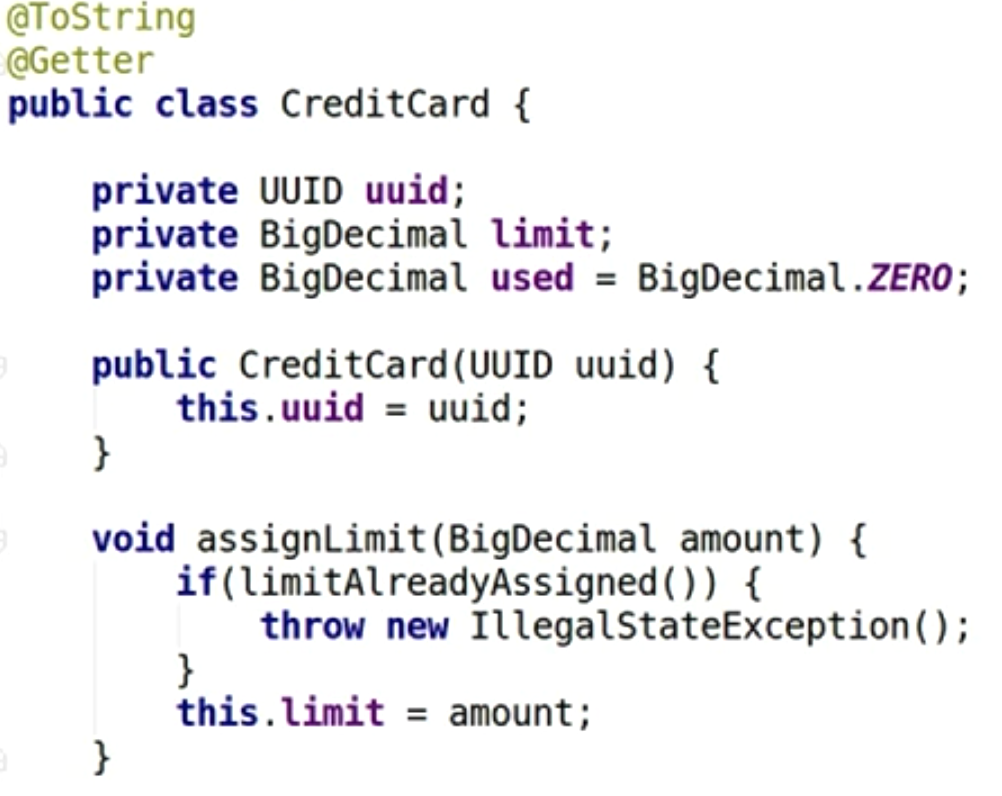 @ToString
@Getter
public class CreditCard {
private UUID uuid;
private BigDecimal limit;
private BigDecimal used = BigDecimal.ZERO;
public CreditCard(UUID uuid) {
this.uuid = uuid;
}
void assignLimit(BigDecimal amount) {
if(limitAlreadyAssigned()) {
throw new IllegalStateException();
}
this.limit = amount;
}